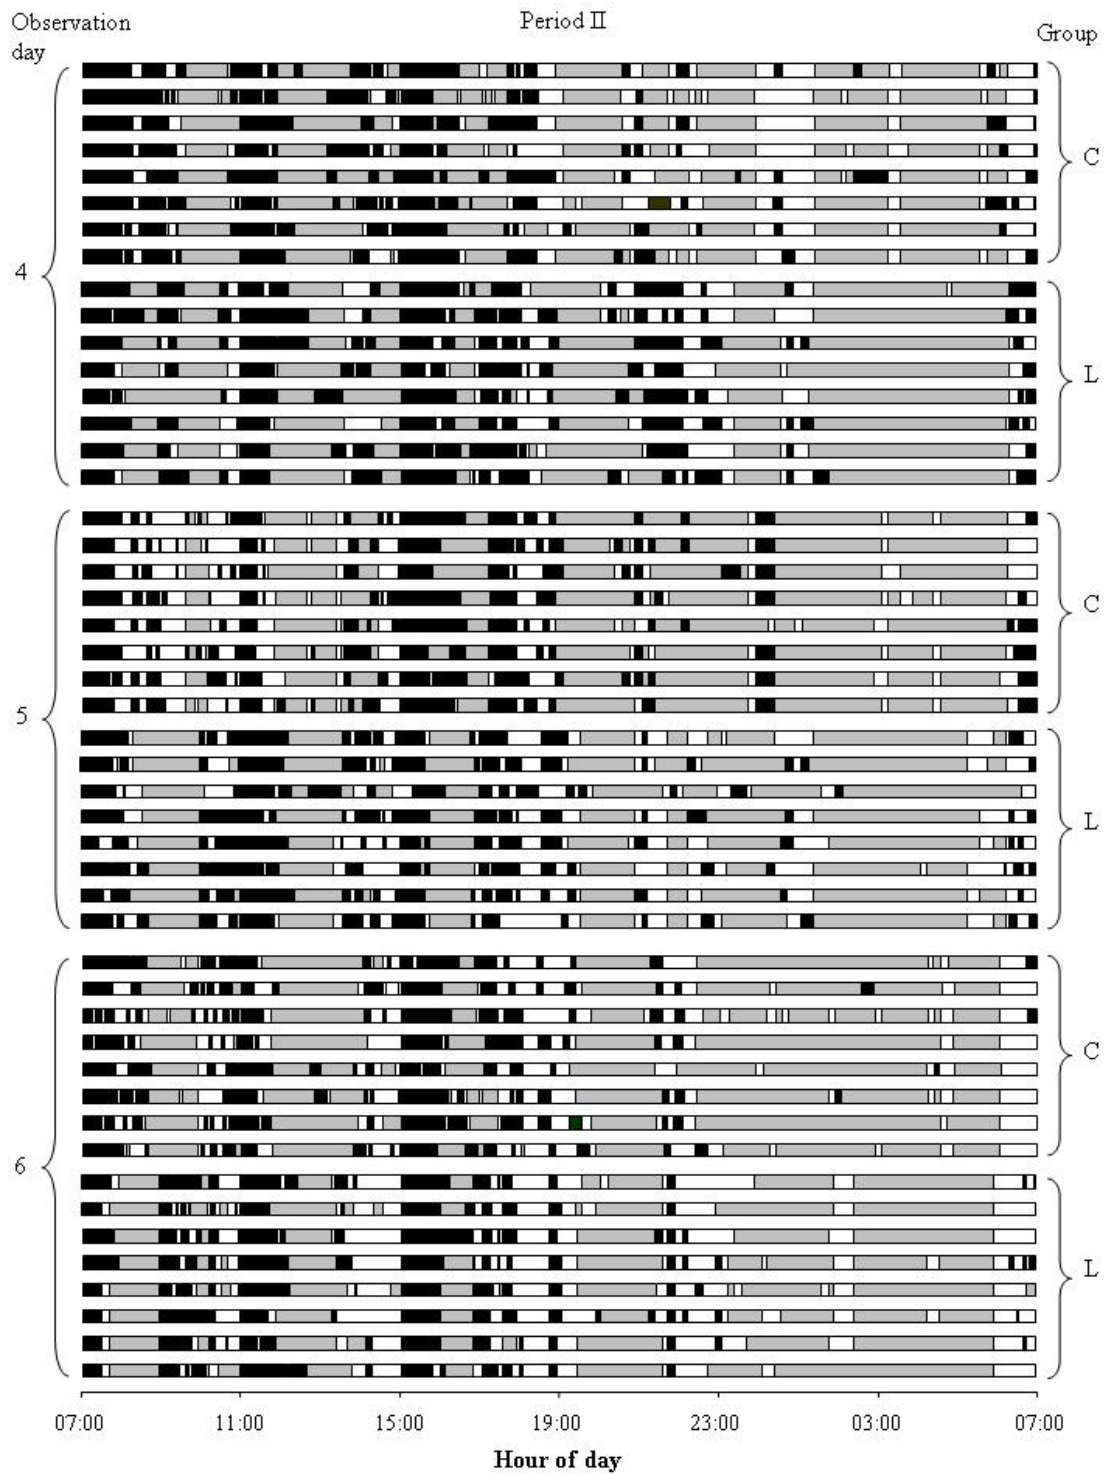 Observation
day
Period II
Group
C
4
L
C
5
L
C
6
L
07:00 11:00 15:00 19:00 23:00 03:00 07:00
Hour of day